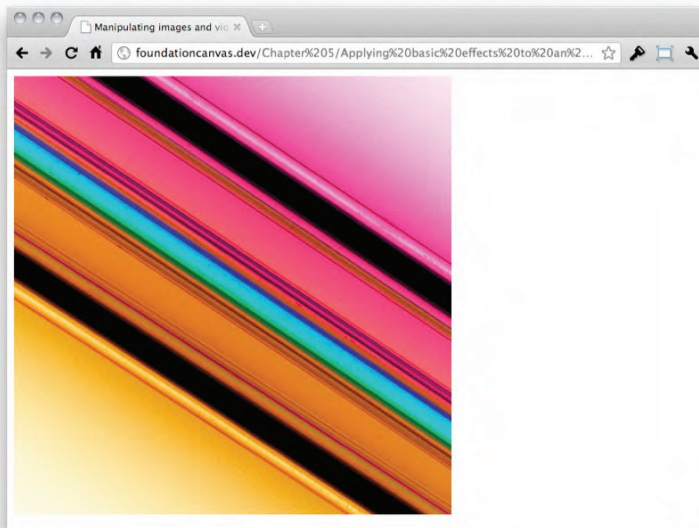 Manipulating images and vid
foundationcanvas.dev/Chapter%205/Applying%20basic%20effects%20to%20an%2...